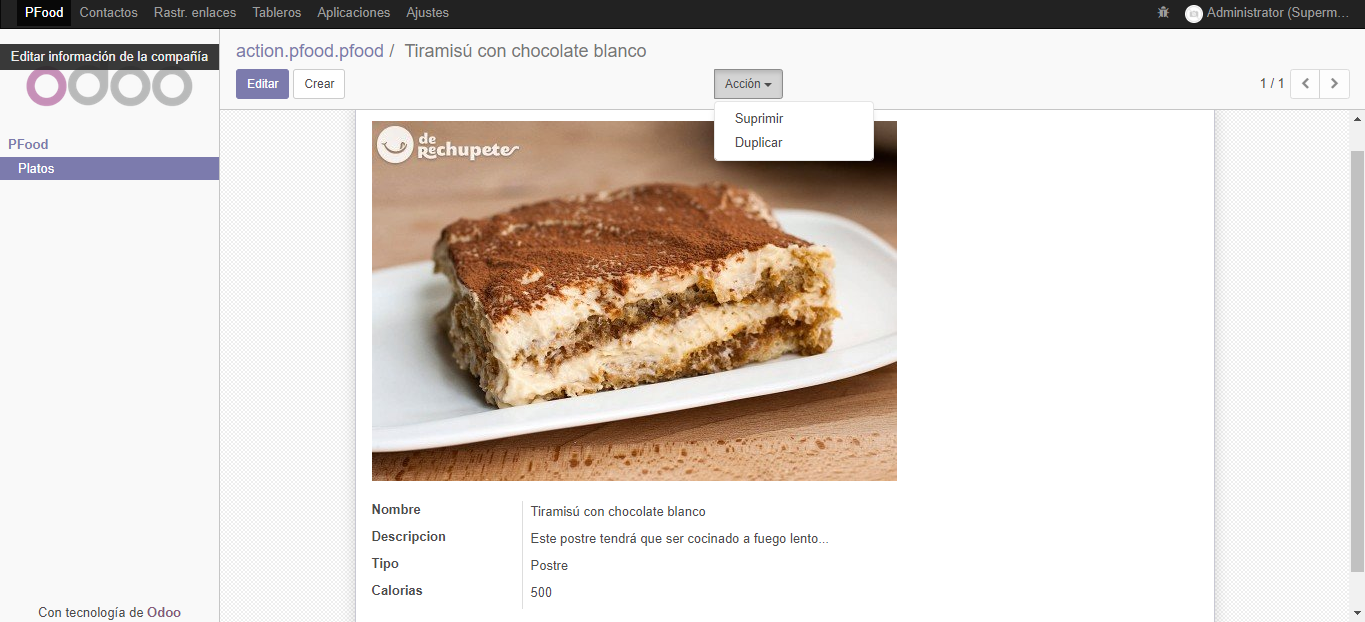 PFood Contactos Rastr. enlaces Tableros Aplicaciones Ajustes Administrator (Superm...
Editar información de la compañía
odoo
PFood
Platos
Con tecnología de Odoo
action.pfood.pfood / Tiramisú con chocolate blanco
Editar Crear Acción 1 / 1
Suprimir
Duplicar
de
Rechupete
Nombre Tiramisú con chocolate blanco
Descripcion Este postre tendrá que ser cocinado a fuego lento...
Tipo Postre
Calorias 500